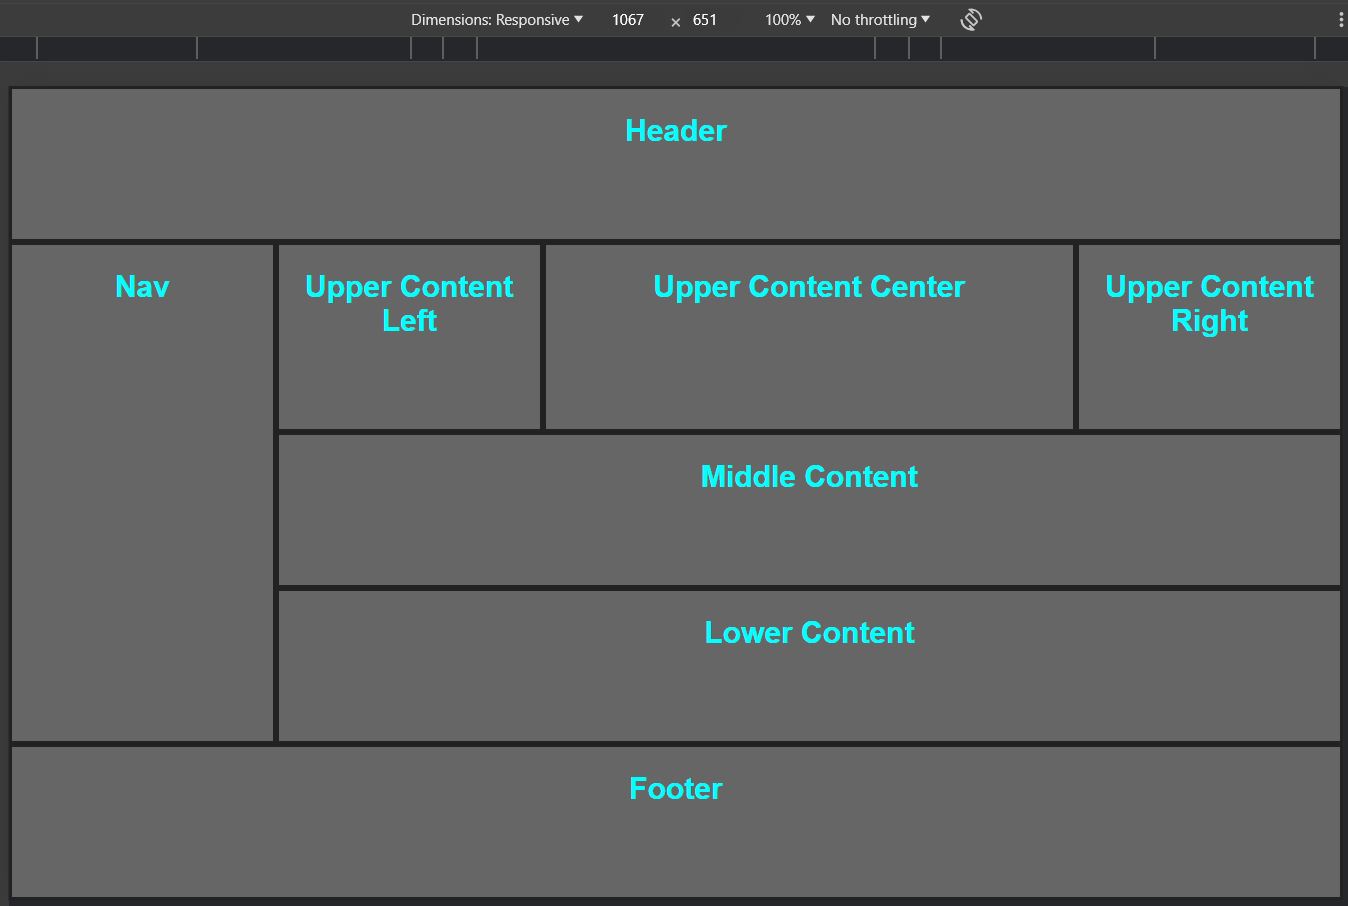 Dimensions: Responsive ▼ 1067 × 651 100% ▼ No throttling ▼
Header
Nav
Upper Content
Left
Upper Content Center
Upper Content
Right
Middle Content
Lower Content
Footer